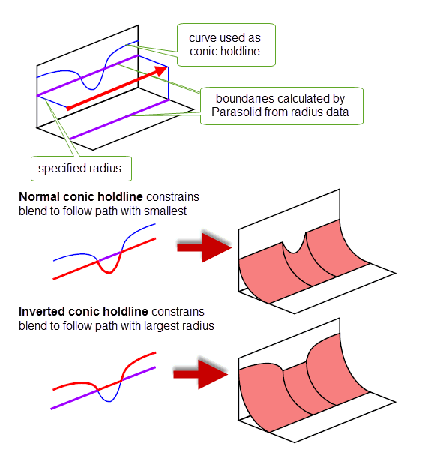 curve used as
conic holdline
boundaries calculated by
Parasolid from radius data
specified radius
Normal conic holdline constrains
blend to follow path with smallest
Inverted conic holdline constrains
blend to follow path with largest radius